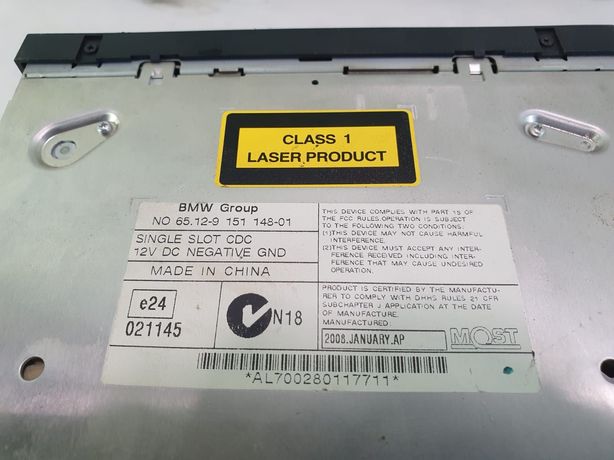 CLASS 1
LASER PRODUCT
BMW Group
NO 65.12-9 151 148-01
SINGLE SLOT CDC
12V DC NEGATIVE GND
MADE IN CHINA
e24
021145
N18
THIS DEVICE COMPLIES WITH PART 15 OF
THE FCC RULES.OPERATION IS SUBJECT
TO THE FOLLOWING TWO CONDITIONS:
(1)THIS DEVICE MAY NOT CAUSE HARMFUL
INTERFERENCE.
(2)THIS DEVICE MUST ACCEPT ANY INTER-
FERENCE RECEIVED INCLUDING INTER-
FERENCE THAT MAY CAUSE UNDESIRED
OPERATION.
PRODUCT IS CERTIFIED BY THE MANUFACTU-
RER TO COMPLY WITH DHHS RULES 21 CFR
SUBCHAPTER J APPLICATION AT THE DATE
OF MANUFACTURE.
MANUFACTURED:
2008.JANUARY.AP
MOST
*AL700280117711*